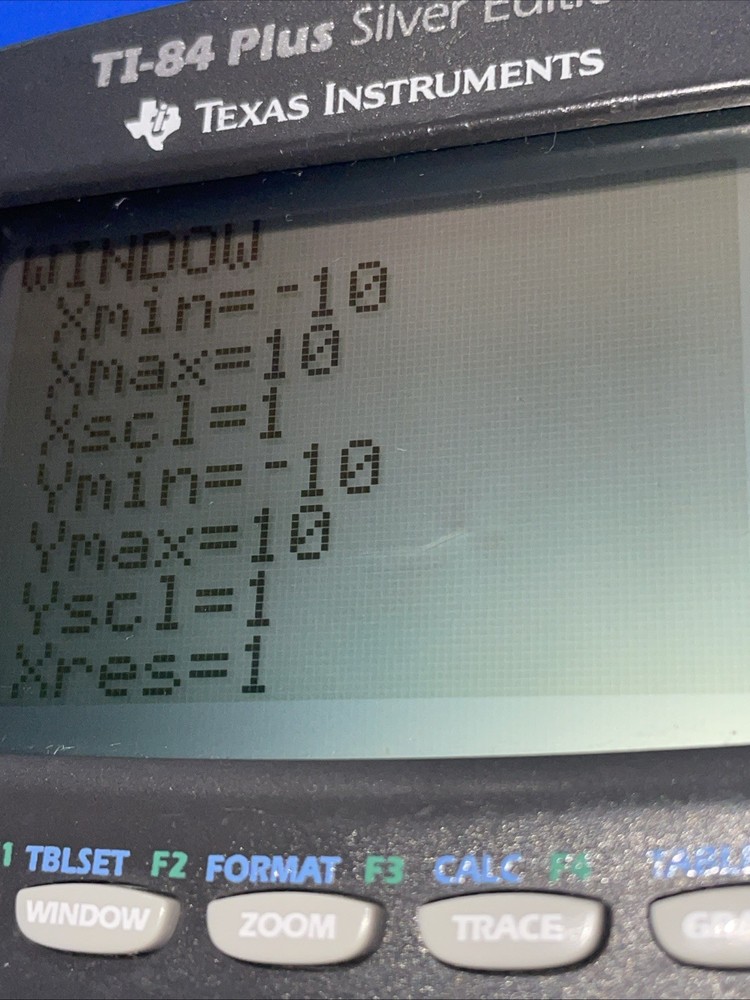 TI-84 Plus Silver
TEXAS INSTRUMENTS
WINDOW
Xmin=-10
Xmax=10
Xscl=1
Ymin=-10
Ymax=10
Yscl=1
Xres=1
1 TBLSET F2 FORMAT F3 CALC F4
WINDOW ZOOM TRACE